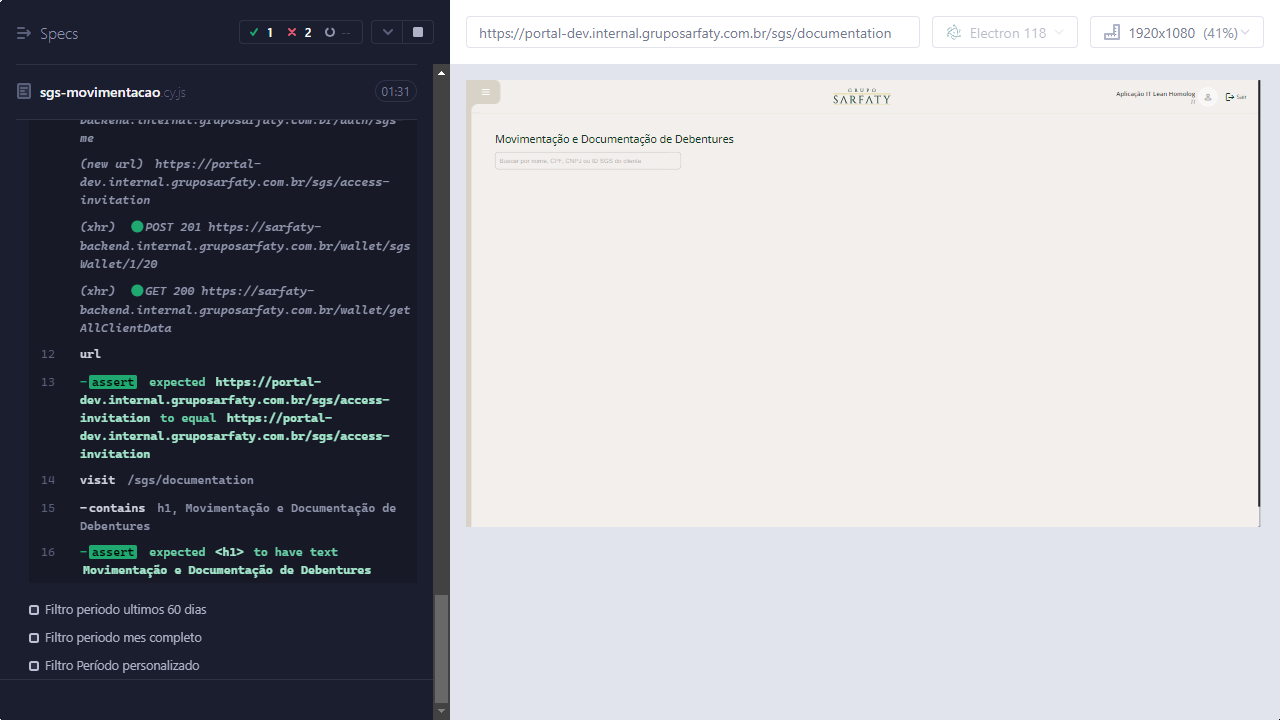 Specs
1
2
--
sgs-movimentacao.cy.js
01:31
backend.internal.gruposarfaty.com.br/auth/sgs
me
(new url) https://portal-
dev.internal.gruposarfaty.com.br/sgs/access-
invitation
(xhr) POST 201 https://sarfaty-
backend.internal.gruposarfaty.com.br/wallet/sgs
Wallet/1/20
(xhr) GET 200 https://sarfaty-
backend.internal.gruposarfaty.com.br/wallet/get
AllClientData
12 url
13 -assert expected https://portal-
dev.internal.gruposarfaty.com.br/sgs/access-
invitation to equal https://portal-
dev.internal.gruposarfaty.com.br/sgs/access-
invitation
14 visit /sgs/documentation
15 -contains h1, Movimentação e Documentação de
Debentures
16 -assert expected <h1> to have text
Movimentação e Documentação de Debentures
Filtro periodo ultimos 60 dias
Filtro periodo mes completo
Filtro Período personalizado
https://portal-dev.internal.gruposarfaty.com.br/sgs/documentation
Electron 118
1920x1080 (41%)
GRUPO
SARFATY
Aplicação IT Lean Homolog
Sair
Movimentação e Documentação de Debentures
Buscar por nome, CPF, CNPJ ou ID SGS do cliente.